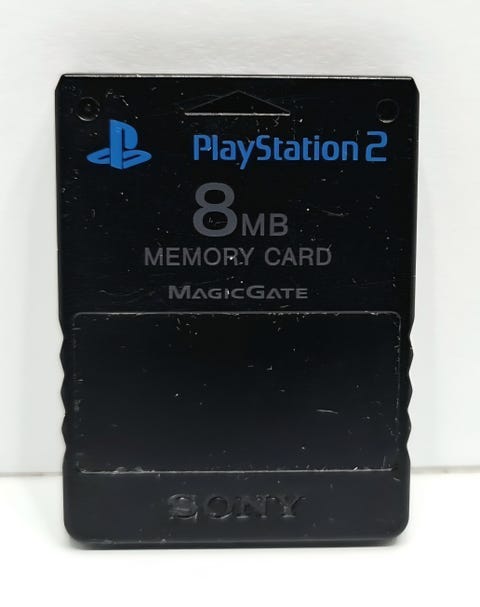 PlayStation 2
8MB
MEMORY CARD
MAGICGATE
SONY